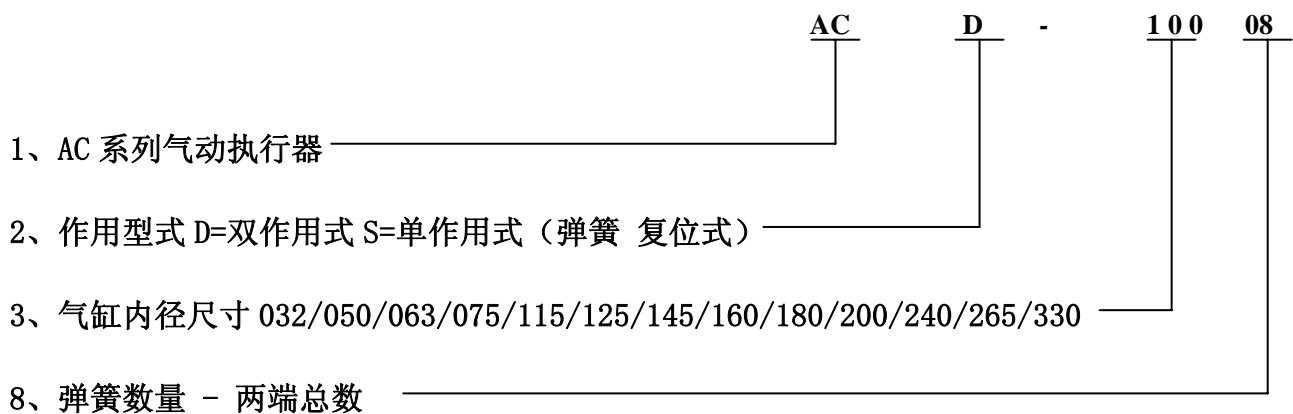 AC D - 100 08
1、AC系列气动执行器
2、作用型式 D=双作用式 S=单作用式（弹簧 复位式）
3、气缸内径尺寸 032/050/063/075/115/125/145/160/180/200/240/265/330
8、弹簧数量 - 两端总数